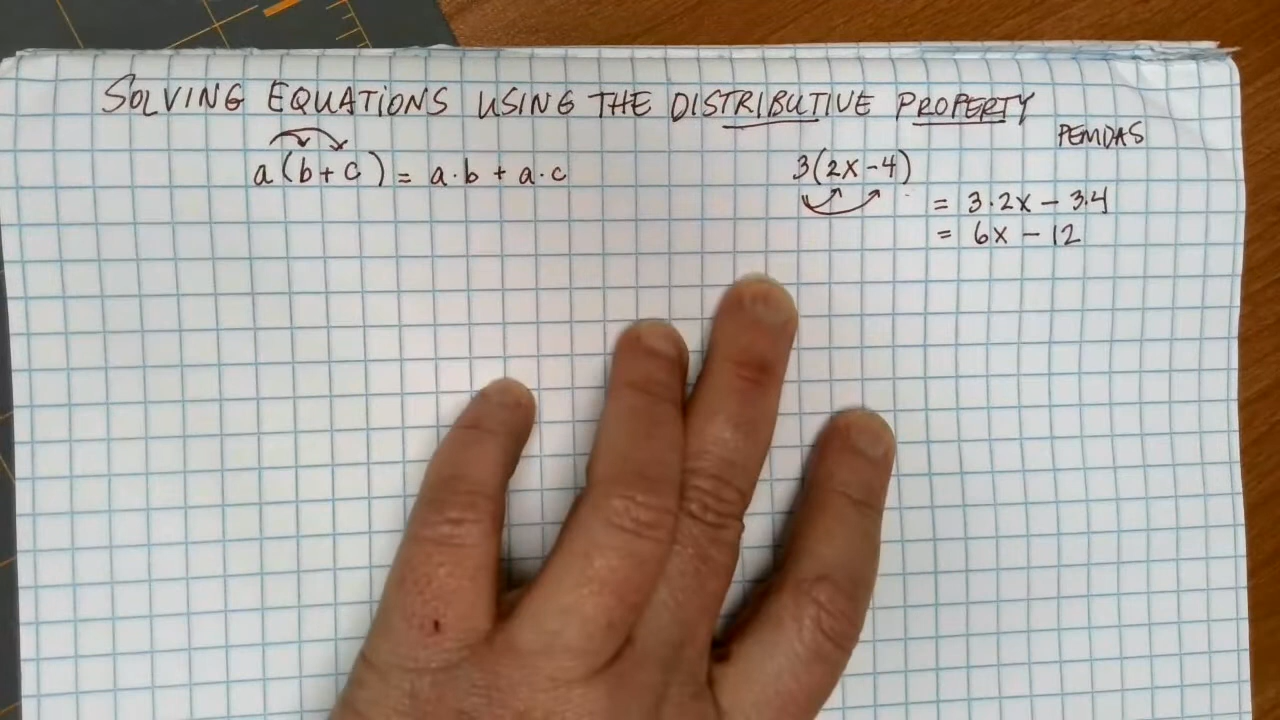 SOLVING EQUATIONS USING THE DISTRIBUTIVE PROPERTY
PEMDAS
a(b+c) = a·b + a·c
3(2x-4)
= 3·2x - 3·4
= 6x - 12